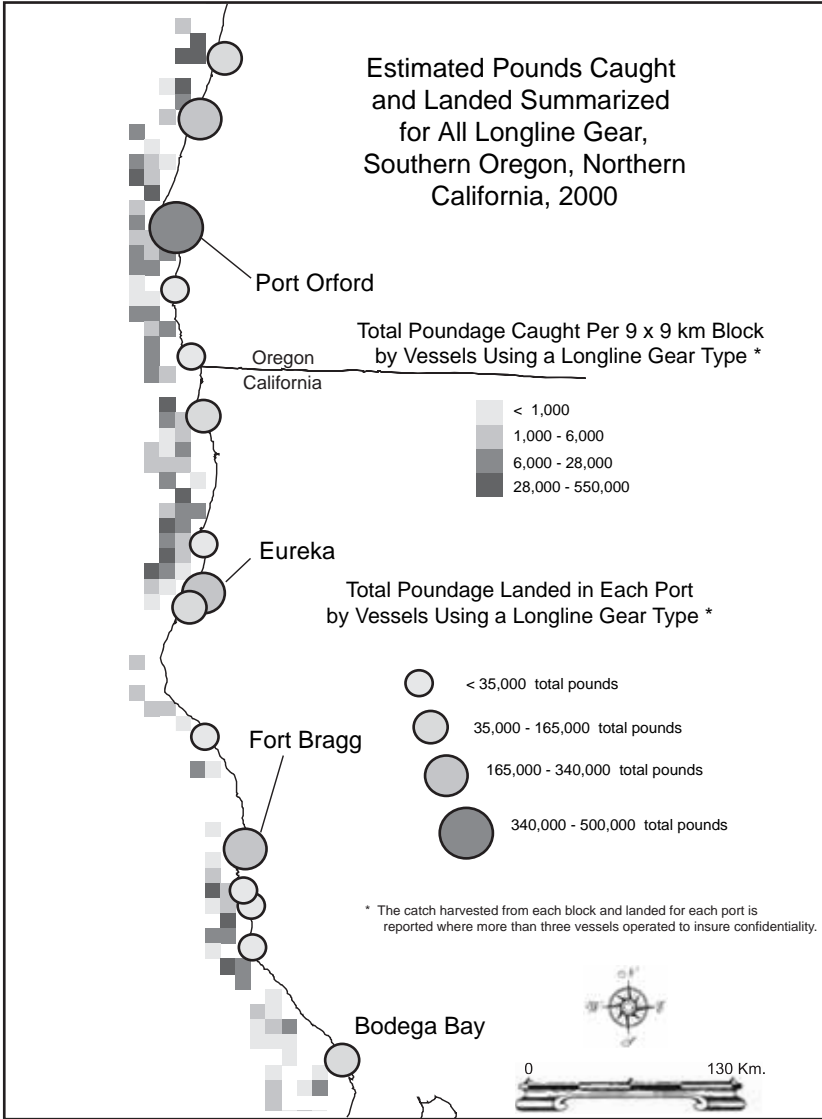 Estimated Pounds Caught
and Landed Summarized
for All Longline Gear,
Southern Oregon, Northern
California, 2000
Port Orford
Total Poundage Caught Per 9 x 9 km Block
by Vessels Using a Longline Gear Type *
Oregon
California
< 1,000
1,000 - 6,000
6,000 - 28,000
28,000 - 550,000
Eureka
Total Poundage Landed in Each Port
by Vessels Using a Longline Gear Type *
< 35,000 total pounds
35,000 - 165,000 total pounds
165,000 - 340,000 total pounds
340,000 - 500,000 total pounds
Fort Bragg
* The catch harvested from each block and landed for each port is
reported where more than three vessels operated to insure confidentiality.
Bodega Bay
0 130 Km.